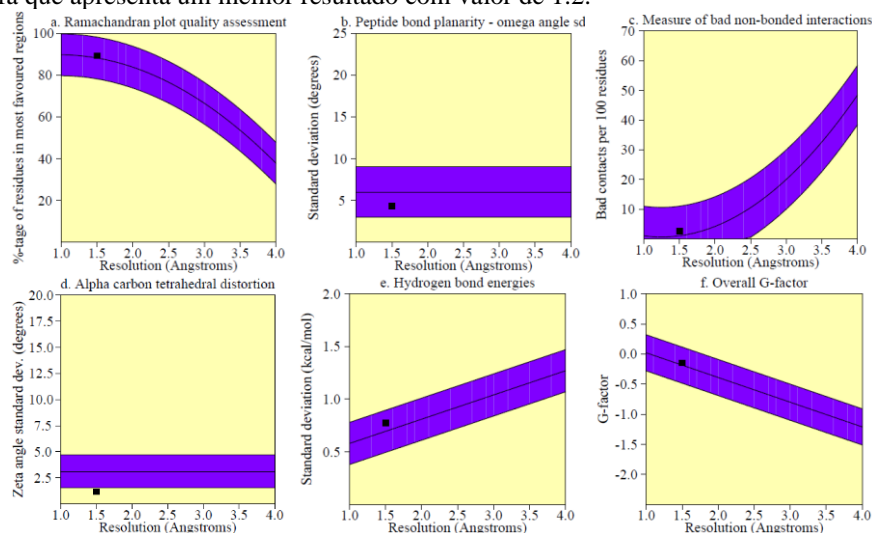 que apresenta um melhor resultado com valor de 1.2.
a. Ramachandran plot quality assessment
%-tage of residues in most favoured regions
100
80
60
40
20
1.0 1.5 2.0 2.5 3.0 3.5 4.0
Resolution (Angstroms)
b. Peptide bond planarity - omega angle sd
Standard deviation (degrees)
25
20
15
10
5
1.0 1.5 2.0 2.5 3.0 3.5 4.0
Resolution (Angstroms)
c. Measure of bad non-bonded interactions
Bad contacts per 100 residues
70
60
50
40
30
20
10
1.0 1.5 2.0 2.5 3.0 3.5 4.0
Resolution (Angstroms)
d. Alpha carbon tetrahedral distortion
Zeta angle standard dev. (degrees)
20.0
17.5
15.0
12.5
10.0
7.5
5.0
2.5
1.0 1.5 2.0 2.5 3.0 3.5 4.0
Resolution (Angstroms)
e. Hydrogen bond energies
Standard deviation (kcal/mol)
2.0
1.5
1.0
0.5
1.0 1.5 2.0 2.5 3.0 3.5 4.0
Resolution (Angstroms)
f. Overall G-factor
G-factor
1.0
0.5
0.0
-0.5
-1.0
-1.5
-2.0
1.0 1.5 2.0 2.5 3.0 3.5 4.0
Resolution (Angstroms)